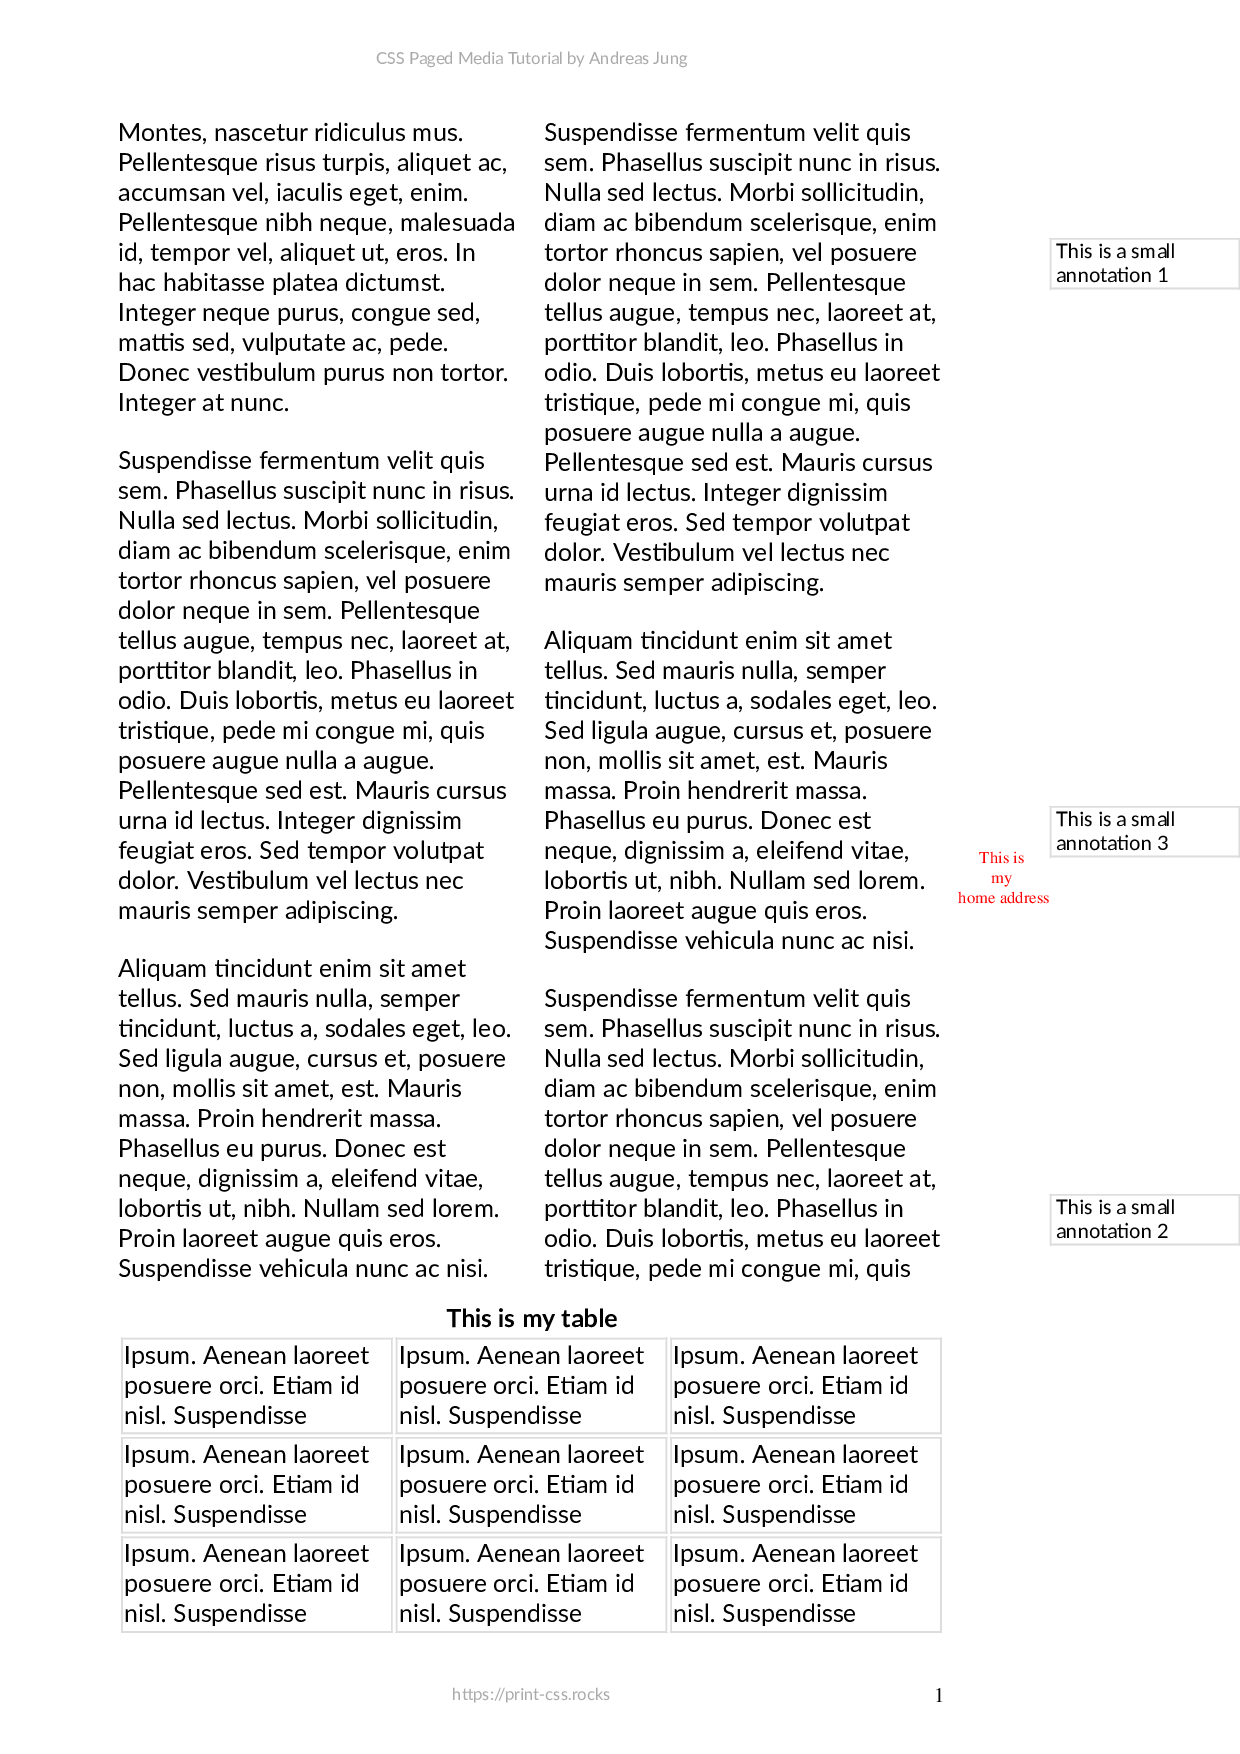 CSS Paged Media Tutorial by Andreas Jung
Montes, nascetur ridiculus mus.
Pellentesque risus turpis, aliquet ac,
accumsan vel, iaculis eget, enim.
Pellentesque nibh neque, malesuada
id, tempor vel, aliquet ut, eros. In
hac habitasse platea dictumst.
Integer neque purus, congue sed,
mattis sed, vulputate ac, pede.
Donec vestibulum purus non tortor.
Integer at nunc.
Suspendisse fermentum velit quis
sem. Phasellus suscipit nunc in risus.
Nulla sed lectus. Morbi sollicitudin,
diam ac bibendum scelerisque, enim
tortor rhoncus sapien, vel posuere
dolor neque in sem. Pellentesque
tellus augue, tempus nec, laoreet at,
porttitor blandit, leo. Phasellus in
odio. Duis lobortis, metus eu laoreet
tristique, pede mi congue mi, quis
posuere augue nulla a augue.
Pellentesque sed est. Mauris cursus
urna id lectus. Integer dignissim
feugiat eros. Sed tempor volutpat
dolor. Vestibulum vel lectus nec
mauris semper adipiscing.
Aliquam tincidunt enim sit amet
tellus. Sed mauris nulla, semper
tincidunt, luctus a, sodales eget, leo.
Sed ligula augue, cursus et, posuere
non, mollis sit amet, est. Mauris
massa. Proin hendrerit massa.
Phasellus eu purus. Donec est
neque, dignissim a, eleifend vitae,
lobortis ut, nibh. Nullam sed lorem.
Proin laoreet augue quis eros.
Suspendisse vehicula nunc ac nisi.
Suspendisse fermentum velit quis
sem. Phasellus suscipit nunc in risus.
Nulla sed lectus. Morbi sollicitudin,
diam ac bibendum scelerisque, enim
tortor rhoncus sapien, vel posuere
dolor neque in sem. Pellentesque
tellus augue, tempus nec, laoreet at,
porttitor blandit, leo. Phasellus in
odio. Duis lobortis, metus eu laoreet
tristique, pede mi congue mi, quis
posuere augue nulla a augue.
Pellentesque sed est. Mauris cursus
urna id lectus. Integer dignissim
feugiat eros. Sed tempor volutpat
dolor. Vestibulum vel lectus nec
mauris semper adipiscing.
Aliquam tincidunt enim sit amet
tellus. Sed mauris nulla, semper
tincidunt, luctus a, sodales eget, leo.
Sed ligula augue, cursus et, posuere
non, mollis sit amet, est. Mauris
massa. Proin hendrerit massa.
Phasellus eu purus. Donec est
neque, dignissim a, eleifend vitae,
lobortis ut, nibh. Nullam sed lorem.
Proin laoreet augue quis eros.
Suspendisse vehicula nunc ac nisi.
Suspendisse fermentum velit quis
sem. Phasellus suscipit nunc in risus.
Nulla sed lectus. Morbi sollicitudin,
diam ac bibendum scelerisque, enim
tortor rhoncus sapien, vel posuere
dolor neque in sem. Pellentesque
tellus augue, tempus nec, laoreet at,
porttitor blandit, leo. Phasellus in
odio. Duis lobortis, metus eu laoreet
tristique, pede mi congue mi, quis
This is a small
annotation 1
This is a small
annotation 3
This is
my
home address
This is a small
annotation 2
This is my table
Ipsum. Aenean laoreet
posuere orci. Etiam id
nisl. Suspendisse
Ipsum. Aenean laoreet
posuere orci. Etiam id
nisl. Suspendisse
Ipsum. Aenean laoreet
posuere orci. Etiam id
nisl. Suspendisse
Ipsum. Aenean laoreet
posuere orci. Etiam id
nisl. Suspendisse
Ipsum. Aenean laoreet
posuere orci. Etiam id
nisl. Suspendisse
Ipsum. Aenean laoreet
posuere orci. Etiam id
nisl. Suspendisse
Ipsum. Aenean laoreet
posuere orci. Etiam id
nisl. Suspendisse
Ipsum. Aenean laoreet
posuere orci. Etiam id
nisl. Suspendisse
Ipsum. Aenean laoreet
posuere orci. Etiam id
nisl. Suspendisse
https://print-css.rocks
1